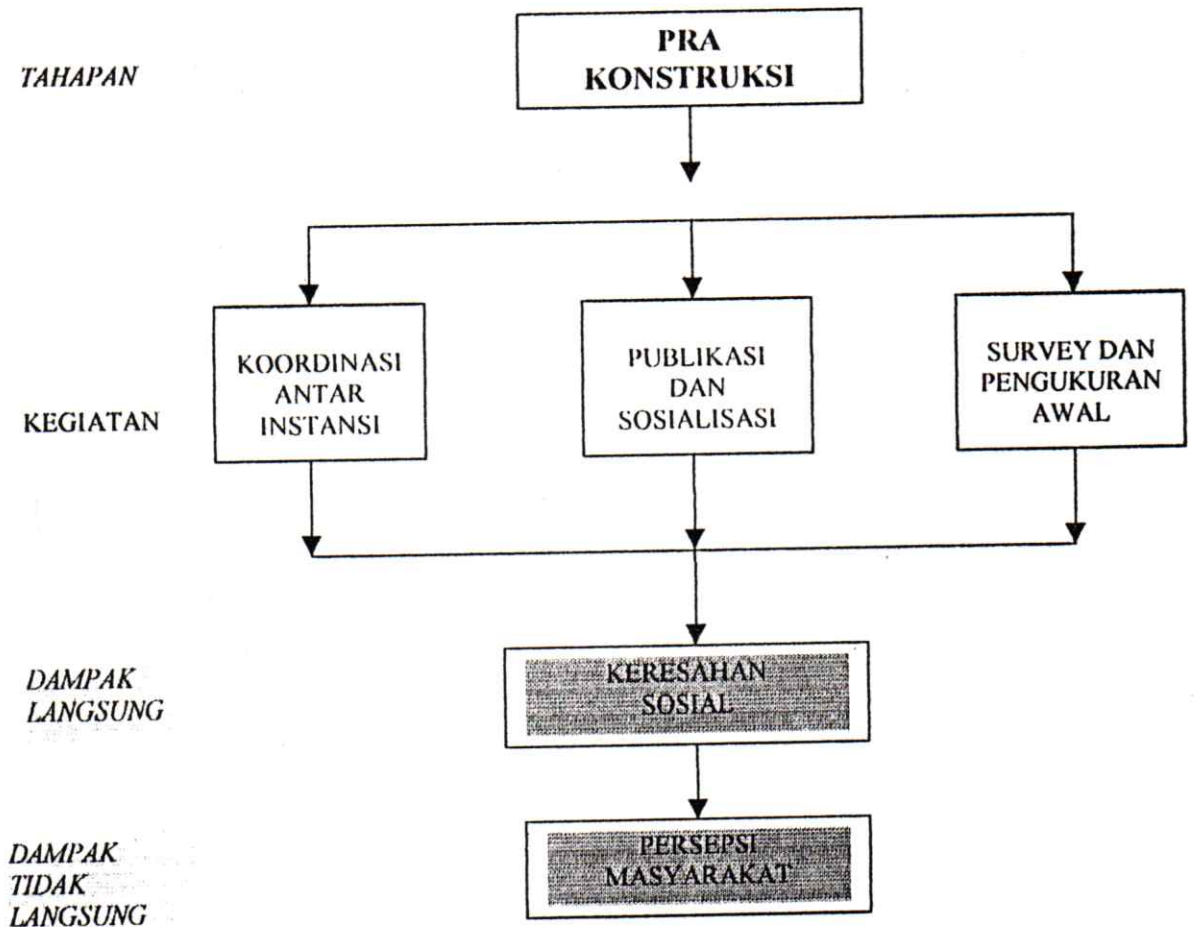 TAHAPAN
PRA
KONSTRUKSI
KEGIATAN
KOORDINASI
ANTAR
INSTANSI
PUBLIKASI
DAN
SOSIALISASI
SURVEY DAN
PENGUKURAN
AWAL
DAMPAK
LANGSUNG
KERESAHAN
SOSIAL
DAMPAK
TIDAK
LANGSUNG
PERSEPSI
MASYARAKAT